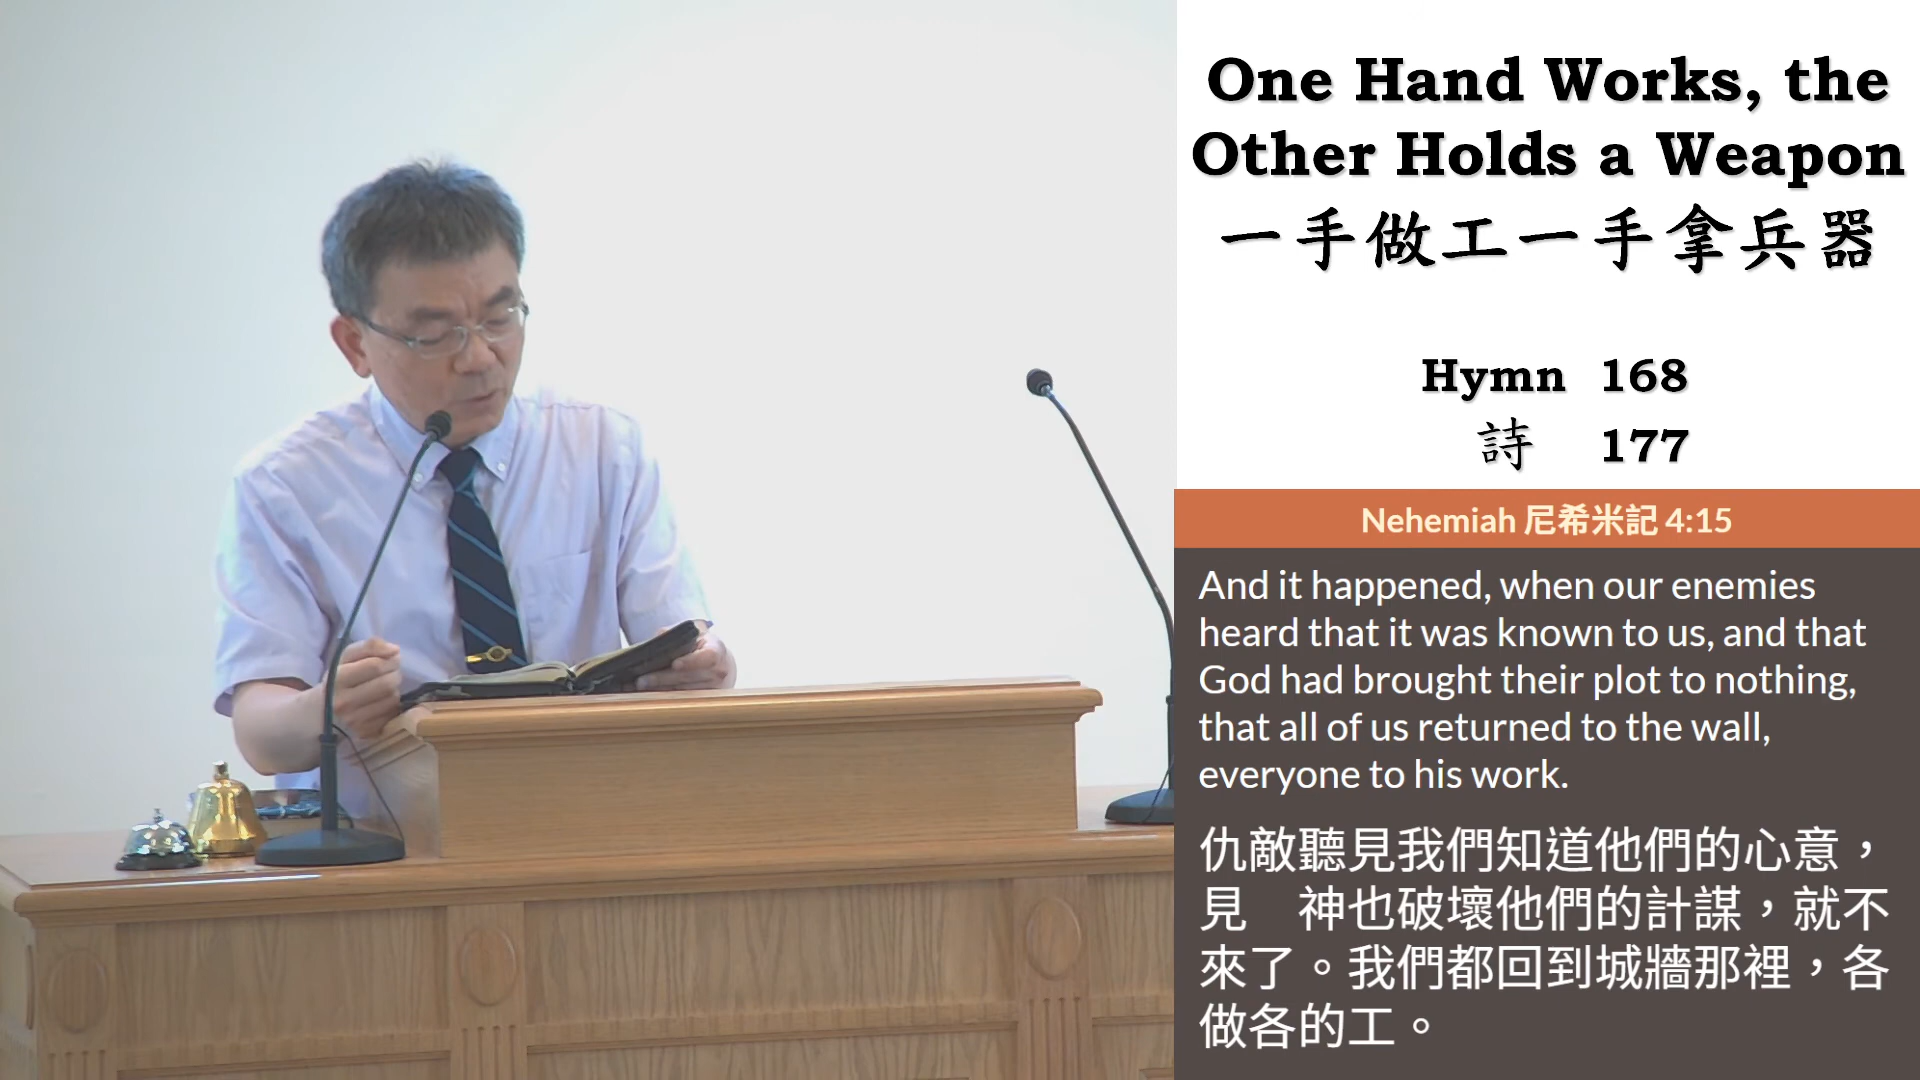 One Hand Works, the
Other Holds a Weapon
一手做工一手拿兵器
Hymn 168
詩 177
Nehemiah 尼希米記 4:15
And it happened, when our enemies
heard that it was known to us, and that
God had brought their plot to nothing,
that all of us returned to the wall,
everyone to his work.
仇敵聽見我們知道他們的心意，
見　神也破壞他們的計謀，就不
來了。我們都回到城牆那裡，各
做各的工。